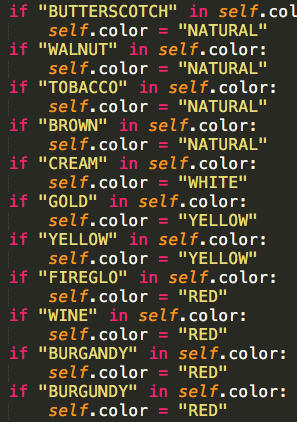 if "BUTTERSCOTCH" in self.col
self.color = "NATURAL"
if "WALNUT" in self.color:
self.color = "NATURAL"
if "TOBACCO" in self.color:
self.color = "NATURAL"
if "BROWN" in self.color:
self.color = "NATURAL"
if "CREAM" in self.color:
self.color = "WHITE"
if "GOLD" in self.color:
self.color = "YELLOW"
if "YELLOW" in self.color:
self.color = "YELLOW"
if "FIREGLO" in self.color:
self.color = "RED"
if "WINE" in self.color:
self.color = "RED"
if "BURGANDY" in self.color:
self.color = "RED"
if "BURGUNDY" in self.color:
self.color = "RED"